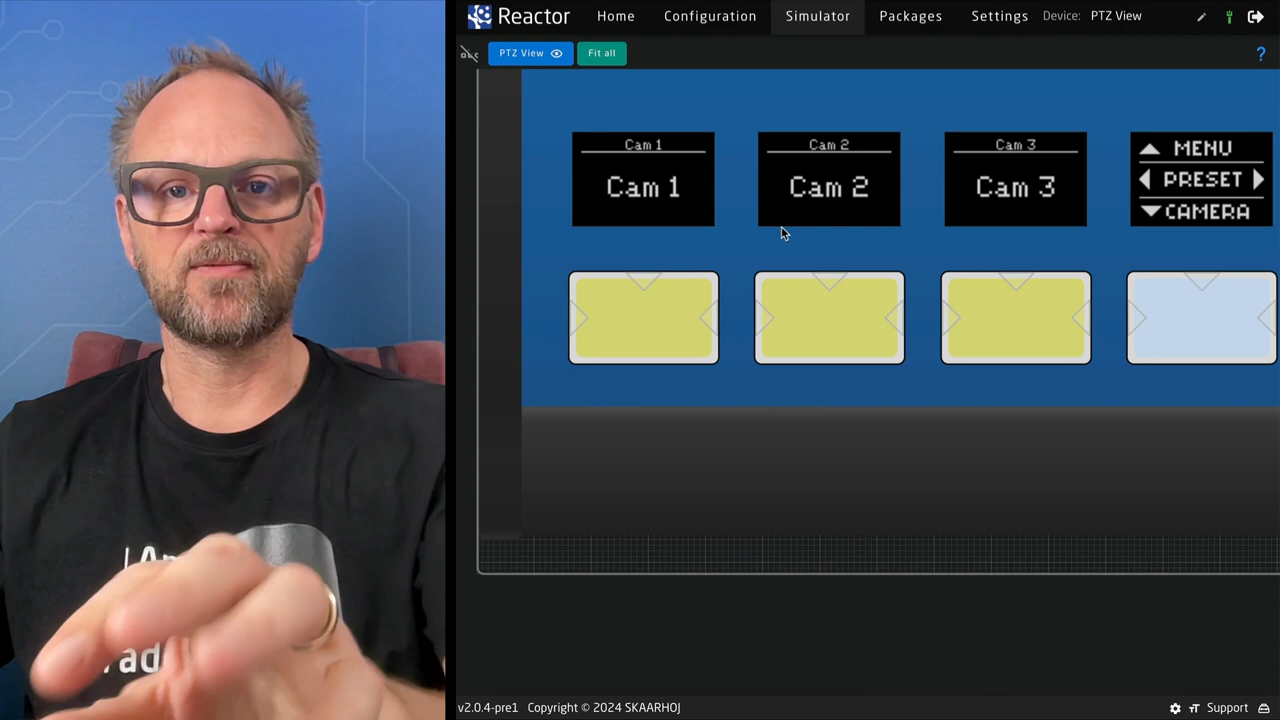 Reactor
Home
Configuration
Simulator
Packages
Settings
Device:
PTZ View
PTZ View
Fit all
?
Cam 1
Cam 1
Cam 2
Cam 2
Cam 3
Cam 3
MENU
PRESET
CAMERA
v2.0.4-pre1
Copyright © 2024 SKAARHOJ
Support